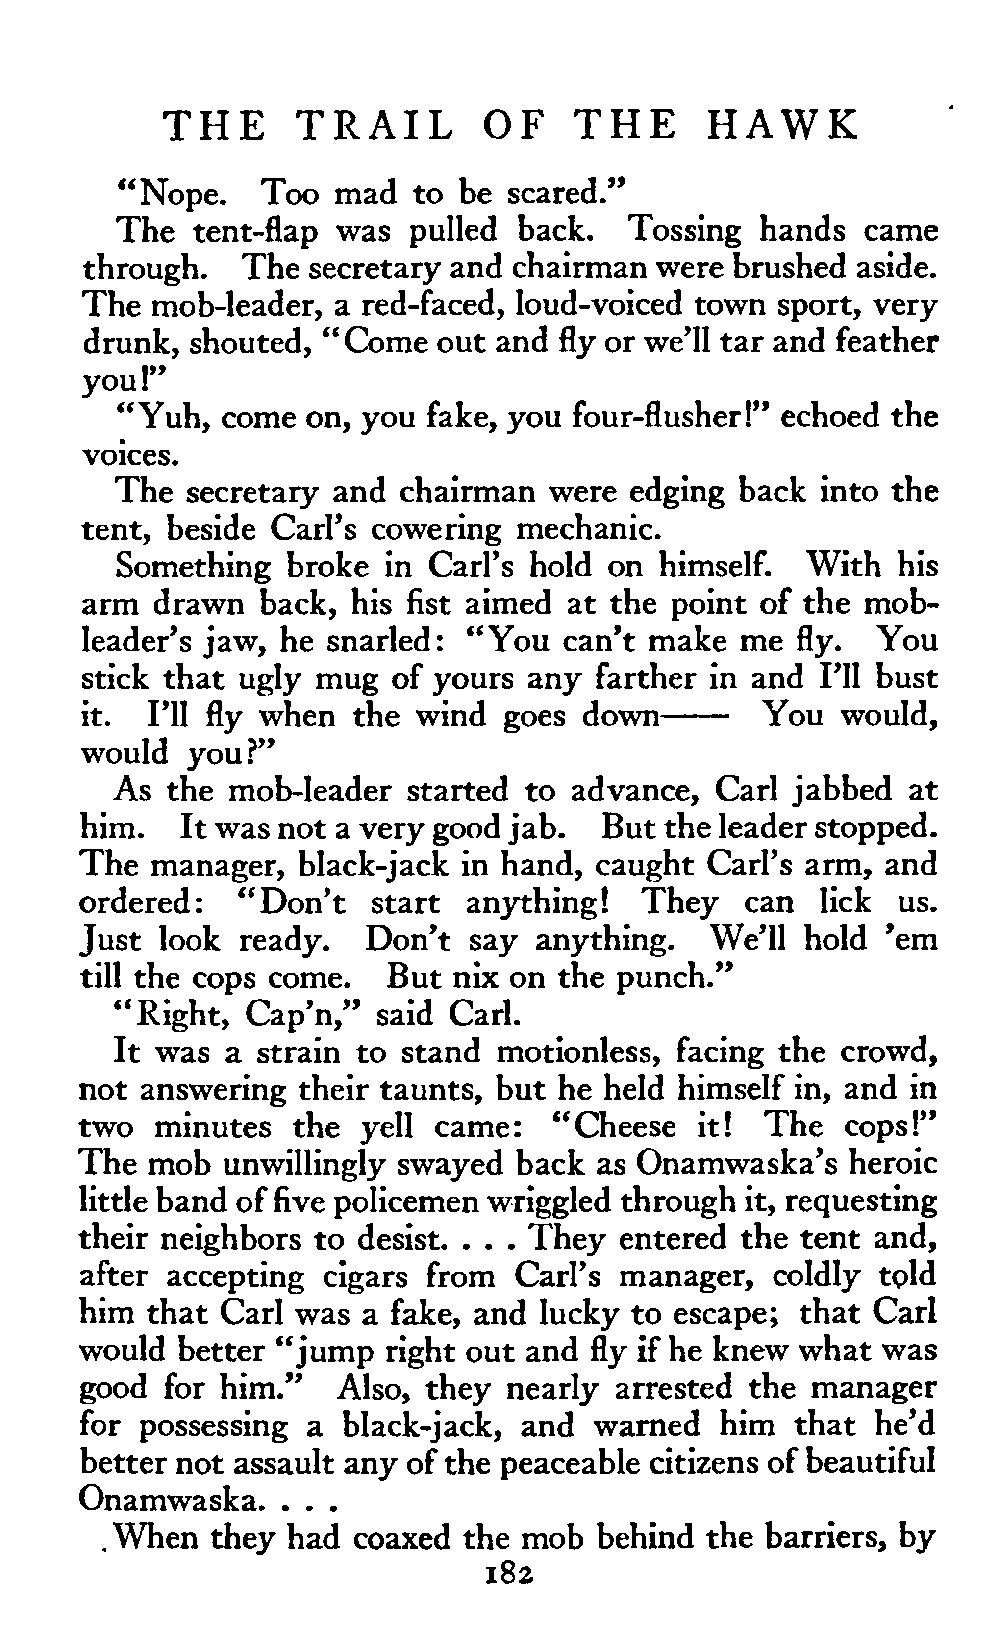 THE TRAIL OF THE HAWK
“Nope. Too mad to be scared.”
The tent-flap was pulled back. Tossing hands came
through. The secretary and chairman were brushed aside.
The mob-leader, a red-faced, loud-voiced town sport, very
drunk, shouted, “Come out and fly or we’ll tar and feather
you!”
“Yuh, come on, you fake, you four-flusher!” echoed the
voices.
The secretary and chairman were edging back into the
tent, beside Carl’s cowering mechanic.
Something broke in Carl’s hold on himself. With his
arm drawn back, his fist aimed at the point of the mob-
leader’s jaw, he snarled: “You can’t make me fly. You
stick that ugly mug of yours any farther in and I’ll bust
it. I’ll fly when the wind goes down—— You would,
would you?”
As the mob-leader started to advance, Carl jabbed at
him. It was not a very good jab. But the leader stopped.
The manager, black-jack in hand, caught Carl’s arm, and
ordered: “Don’t start anything! They can lick us.
Just look ready. Don’t say anything. We’ll hold ’em
till the cops come. But nix on the punch.”
“Right, Cap’n,” said Carl.
It was a strain to stand motionless, facing the crowd,
not answering their taunts, but he held himself in, and in
two minutes the yell came: “Cheese it! The cops!”
The mob unwillingly swayed back as Onamwaska’s heroic
little band of five policemen wriggled through it, requesting
their neighbors to desist. . . . They entered the tent and,
after accepting cigars from Carl’s manager, coldly told
him that Carl was a fake, and lucky to escape; that Carl
would better “jump right out and fly if he knew what was
good for him.” Also, they nearly arrested the manager
for possessing a black-jack, and warned him that he’d
better not assault any of the peaceable citizens of beautiful
Onamwaska. . . .
When they had coaxed the mob behind the barriers, by
182